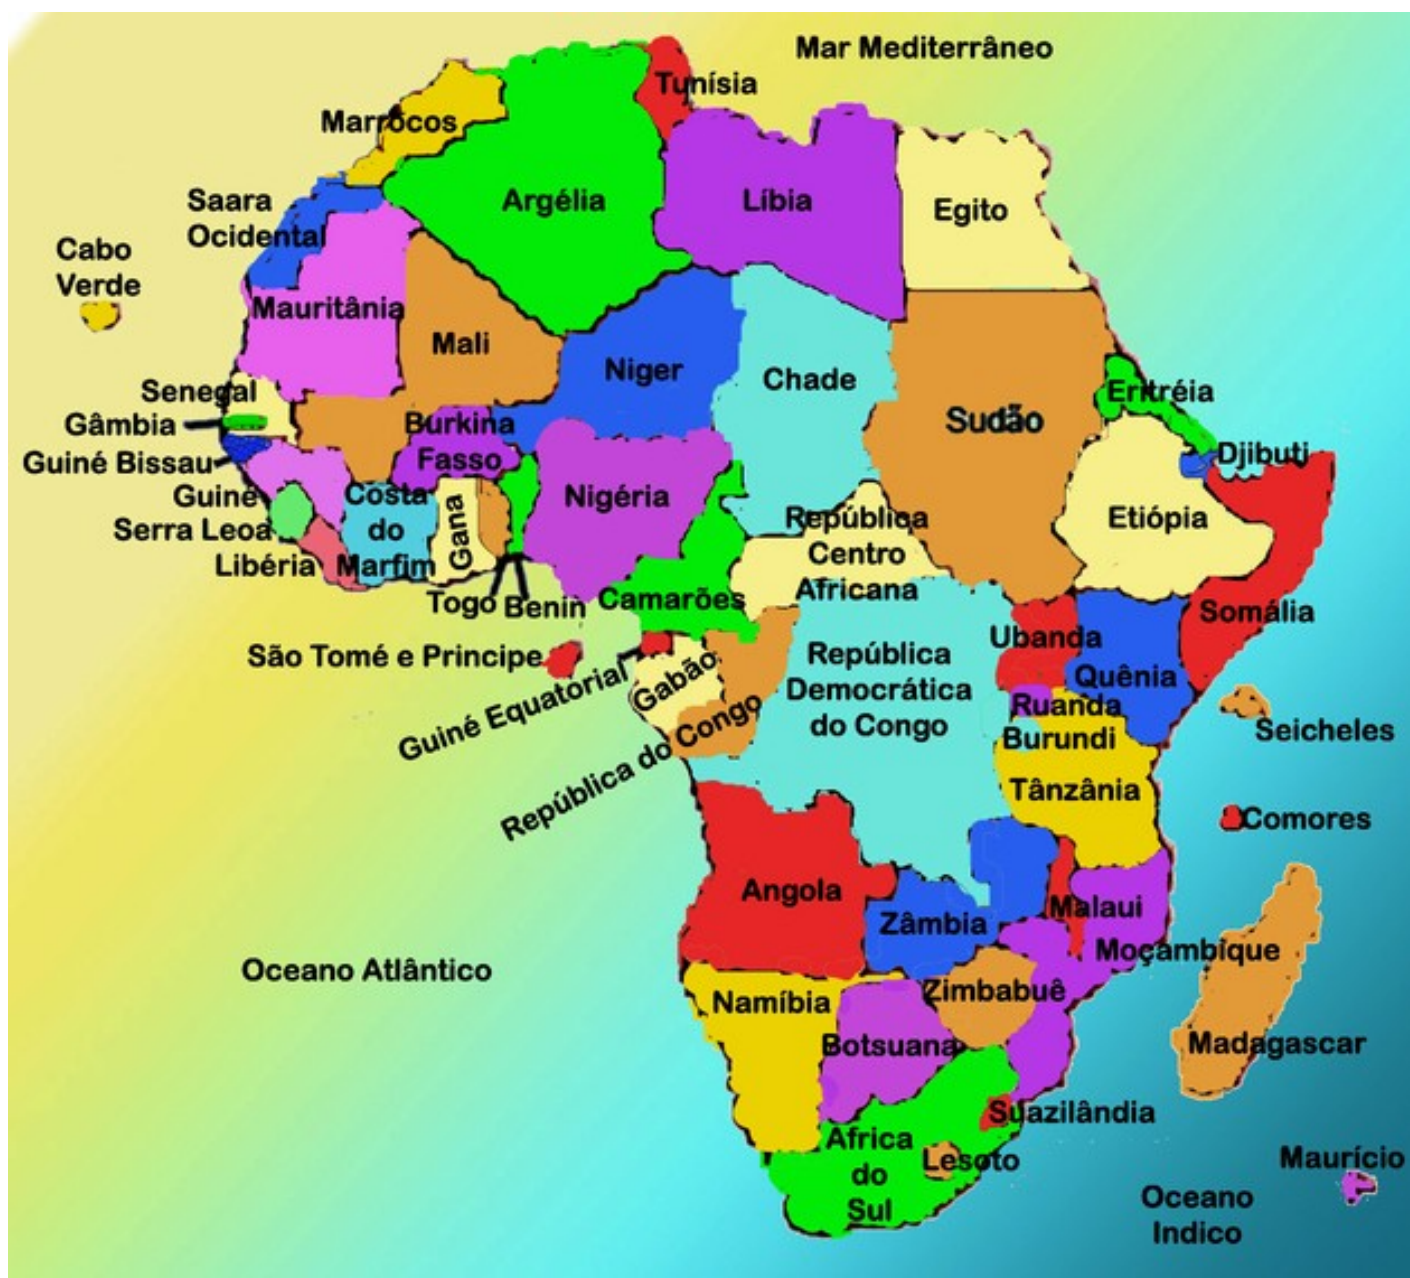 Mar Mediterrâneo
Tunísia
Marrocos
Argélia
Líbia
Egito
Saara
Ocidental
Cabo
Verde
Mauritânia
Mali
Niger
Chade
Sudão
Eritréia
Senegal
Gâmbia
Guiné Bissau
Burkina
Fasso
Djibuti
Guiné
Serra Leoa
Libéria
Costa
do
Marfim
Gana
Nigéria
República
Centro
Africana
Etiópia
Togo
Benin
Camarões
Somália
São Tomé e Principe
Guiné Equatorial
Gabão
República do Congo
República
Democrática
do Congo
Ubanda
Quênia
Ruanda
Burundi
Tânzânia
Seicheles
Comores
Angola
Zâmbia
Malaui
Moçambique
Oceano Atlântico
Namíbia
Zimbabuê
Botsuana
Madagascar
Suazilândia
Africa
do
Sul
Lesoto
Maurício
Oceano
Indico